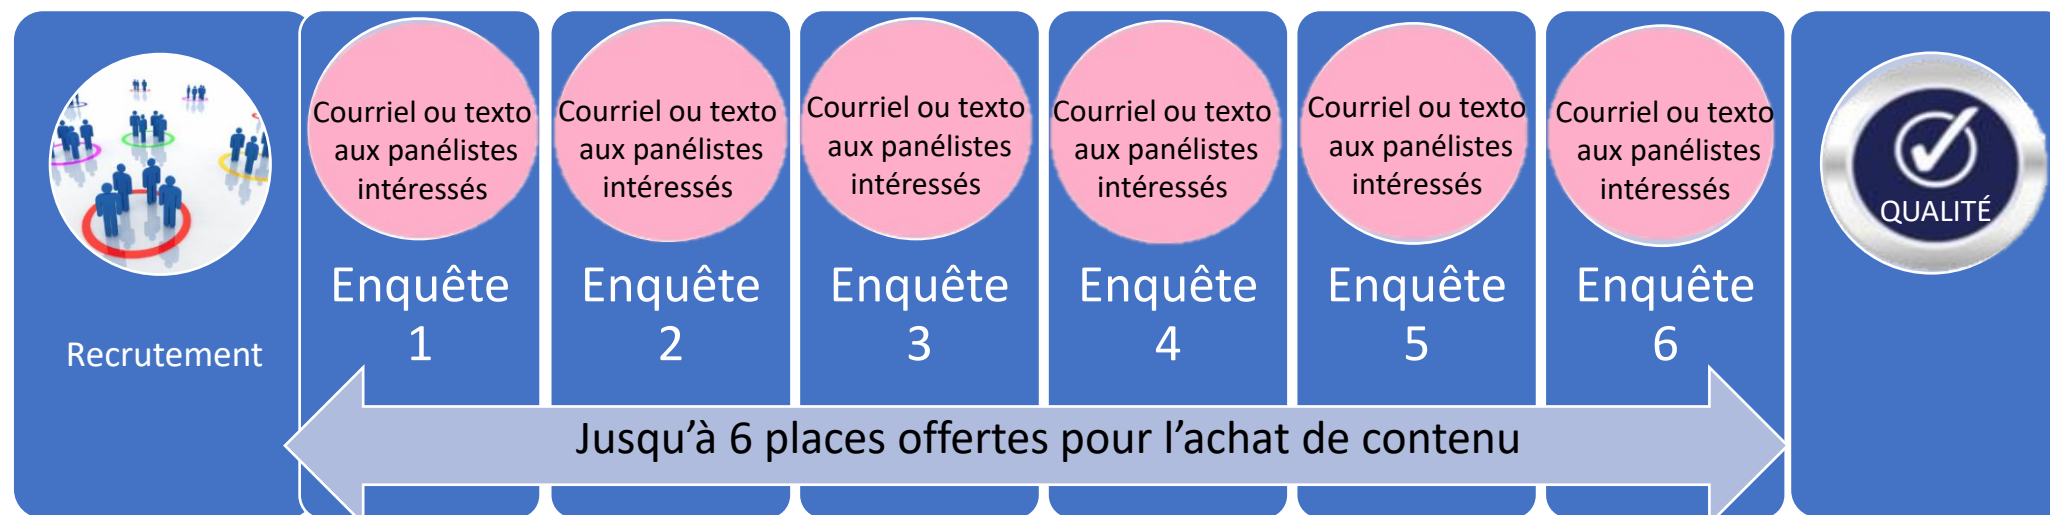 Recrutement
Courriel ou texto
aux panélistes
intéressés
Enquête
1
Courriel ou texto
aux panélistes
intéressés
Enquête
2
Courriel ou texto
aux panélistes
intéressés
Enquête
3
Courriel ou texto
aux panélistes
intéressés
Enquête
4
Courriel ou texto
aux panélistes
intéressés
Enquête
5
Courriel ou texto
aux panélistes
intéressés
Enquête
6
QUALITÉ
Jusqu’à 6 places offertes pour l’achat de contenu